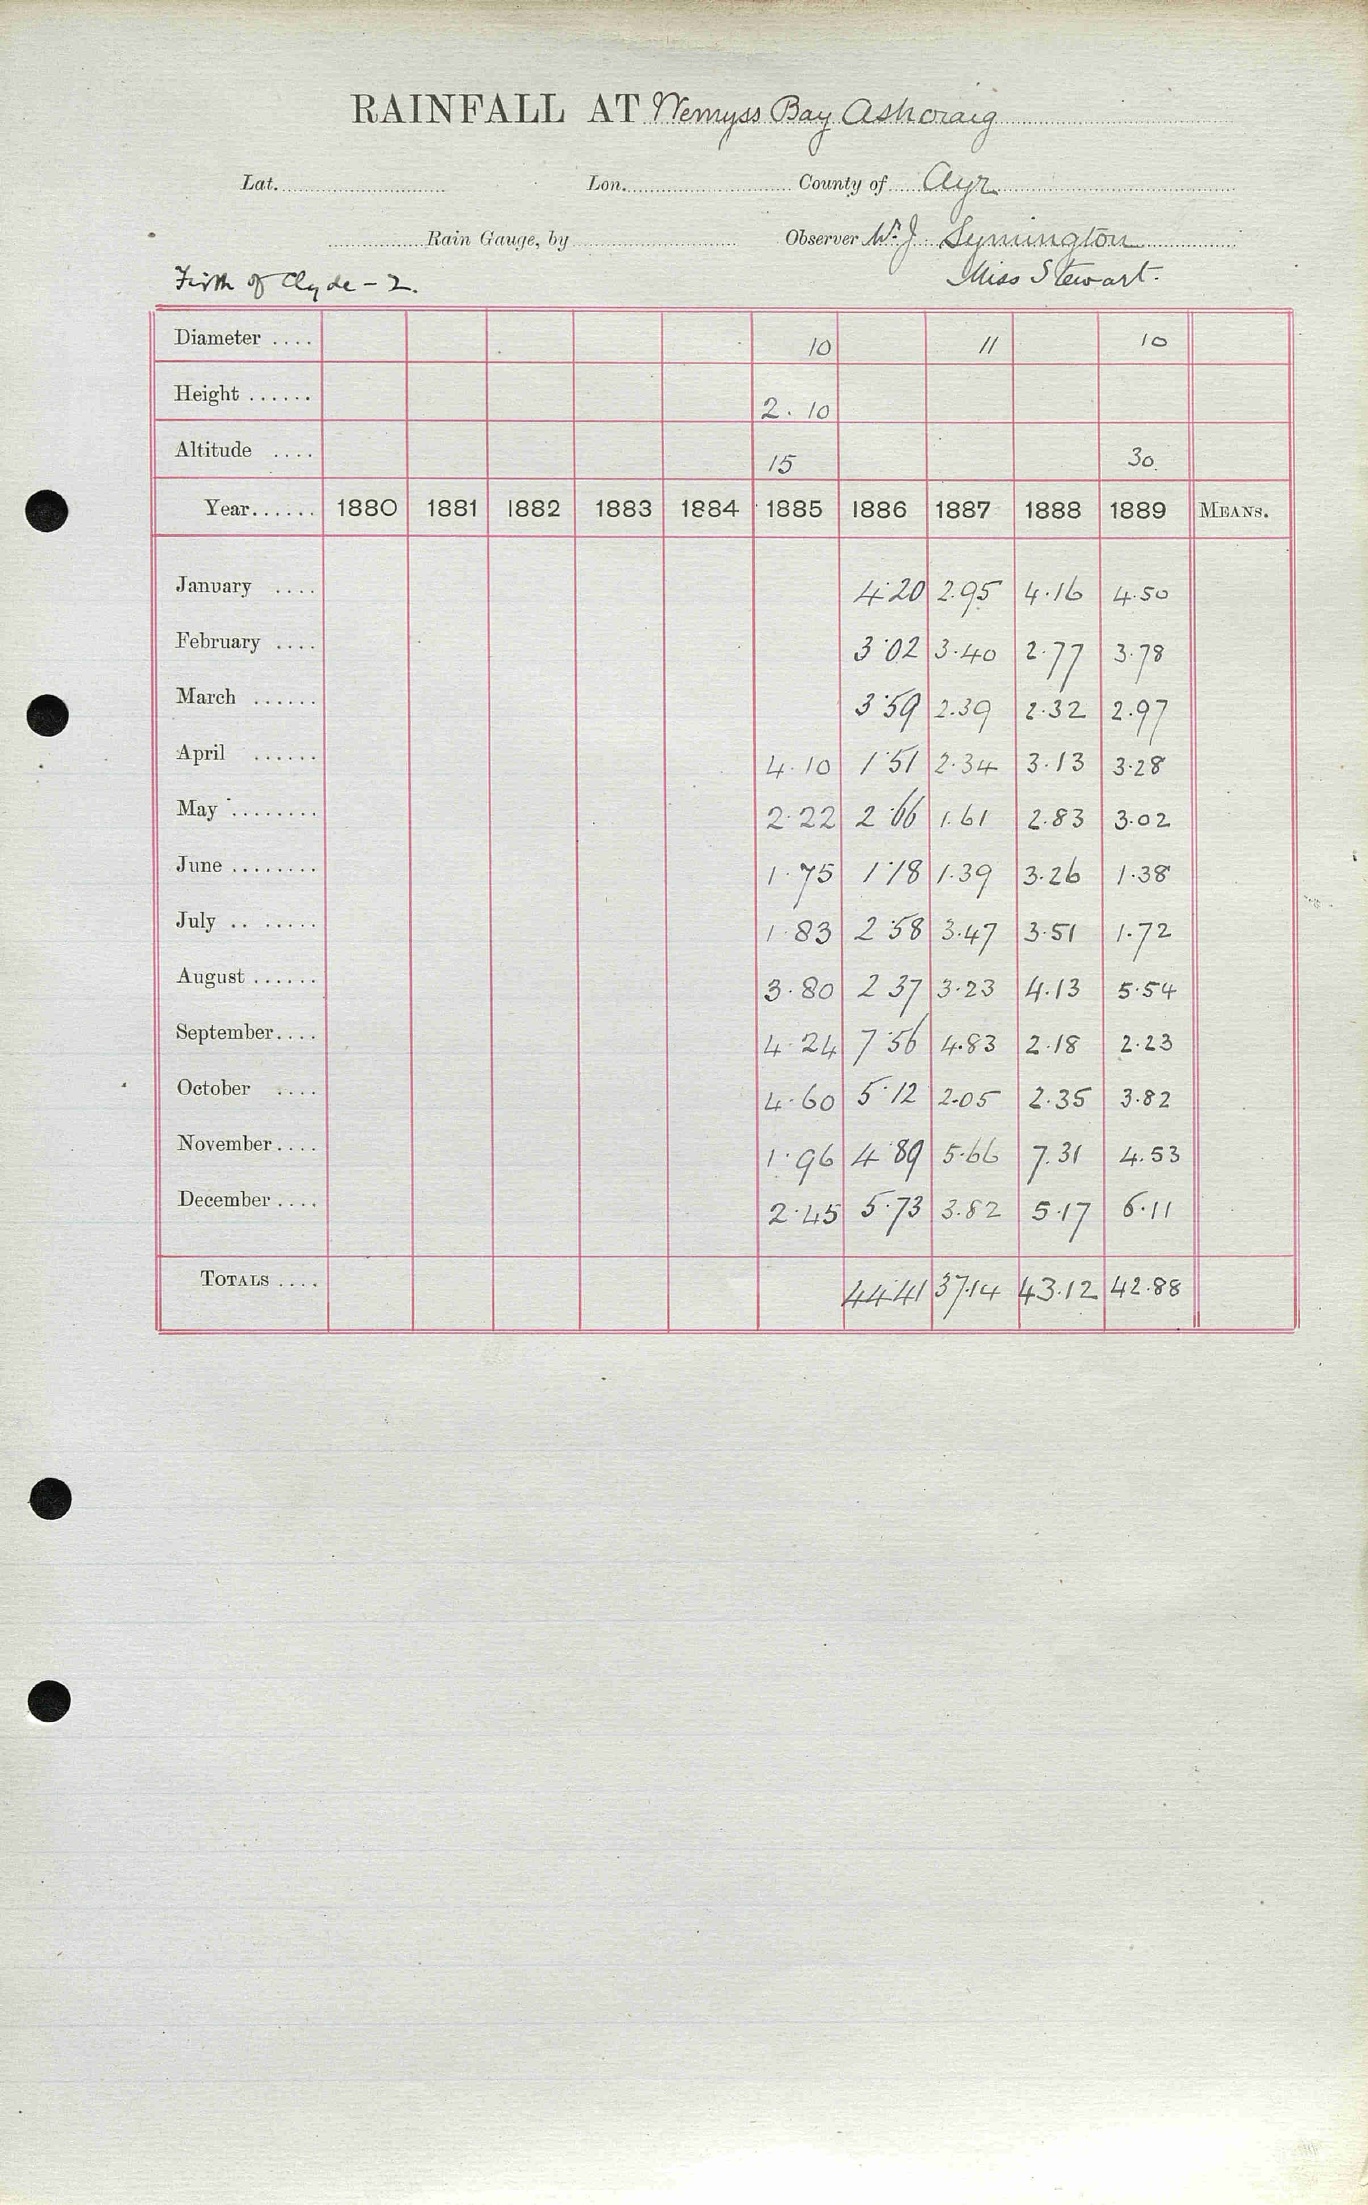 RAINFALL AT Wemyss Bay Ashcraig
Lat. Lon. County of Ayr
Rain Gauge, by Observer Mr. J Symington
Firth of Clyde - 2. Miss Stewart.
Diameter .... 10 11 10
Height ...... 2. 10
Altitude .... 15 30
Year...... 1880 1881 1882 1883 1884 1885 1886 1887 1888 1889 MEANS.
January .... 4.20 2.95 4.16 4.50
February .... 3.02 3.40 2.77 3.78
March ...... 3.59 2.39 2.32 2.97
April ...... 4.10 1.51 2.34 3.13 3.28
May ........ 2.22 2.66 1.61 2.83 3.02
June ........ 1.75 1.18 1.39 3.26 1.38
July .. ...... 1.83 2.58 3.47 3.51 1.72
August ...... 3.80 2.37 3.23 4.13 5.54
September.... 4.24 7.56 4.83 2.18 2.23
October .... 4.60 5.12 2.05 2.35 3.82
November.... 1.96 4.89 5.66 7.31 4.53
December .... 2.45 5.73 3.82 5.17 6.11
TOTALS .... 44.41 37.14 43.12 42.88